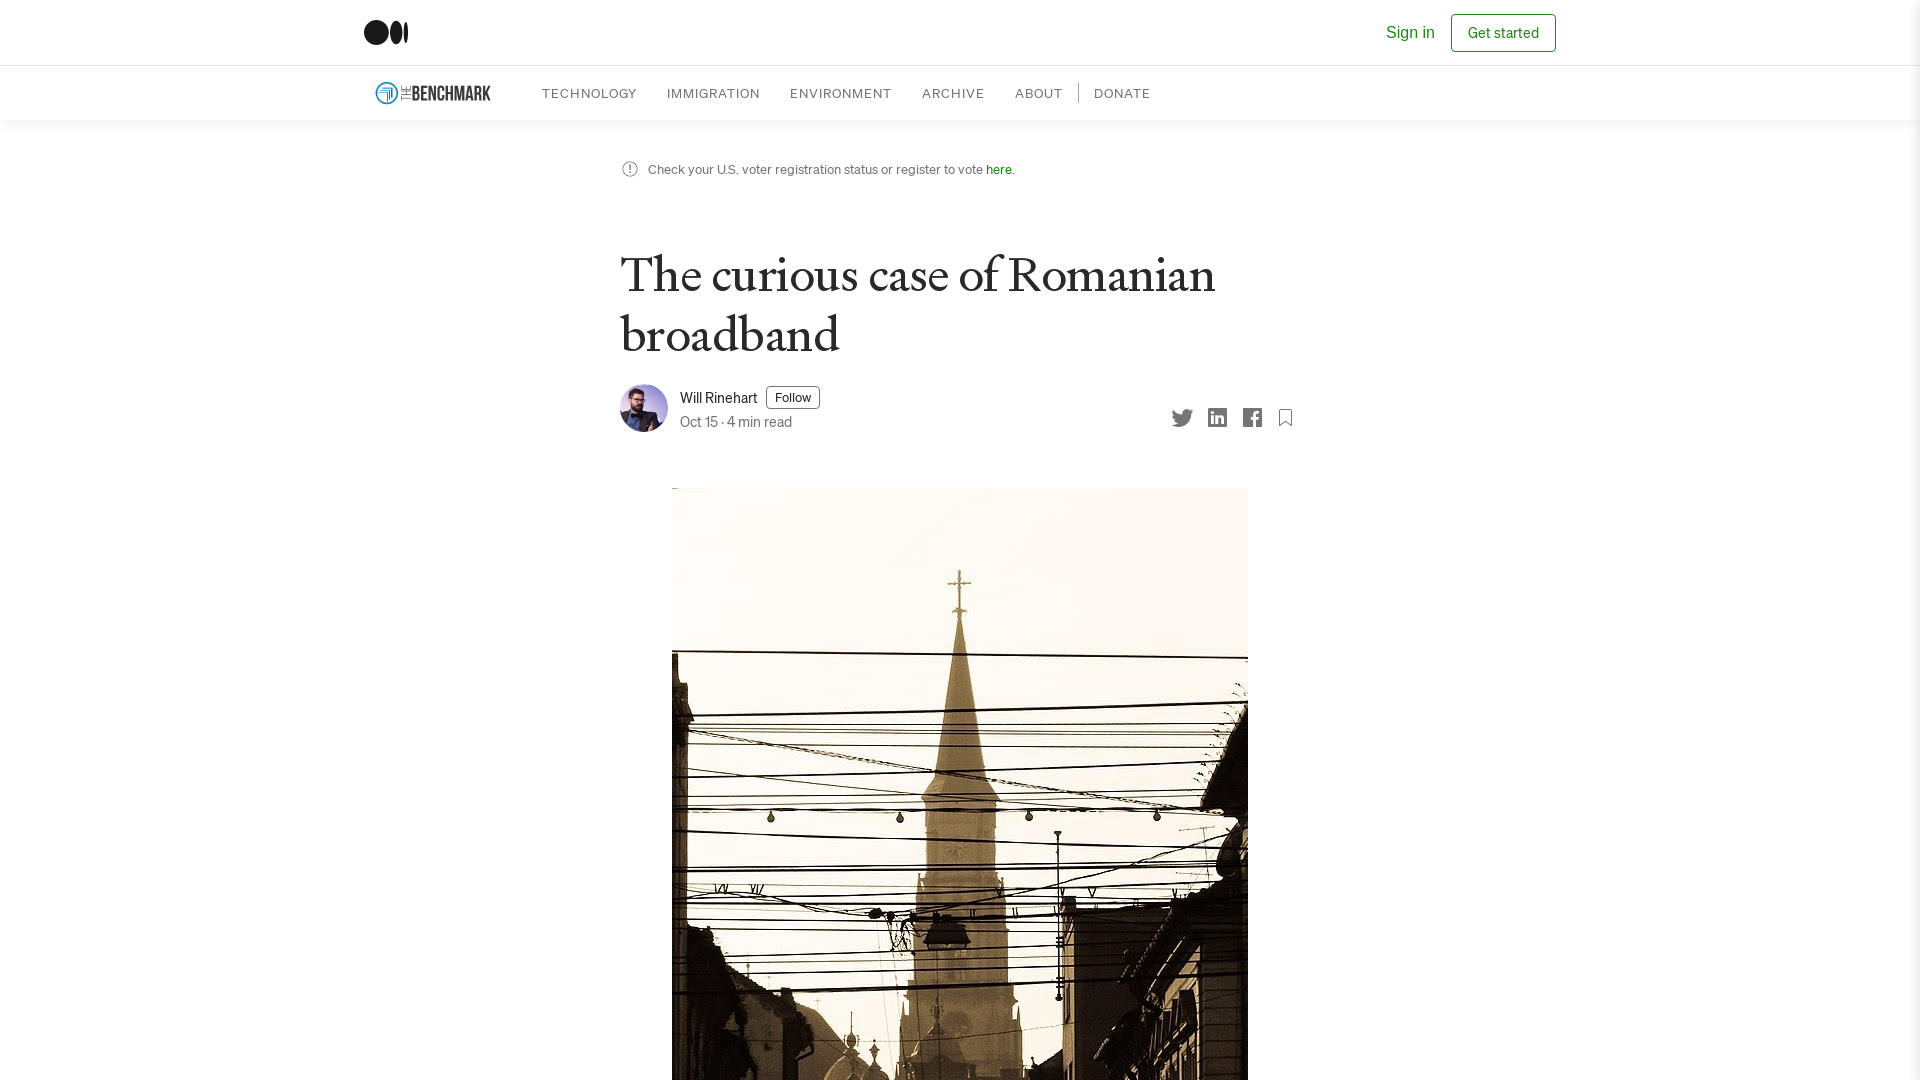 Sign in
Get started
THE BENCHMARK
TECHNOLOGY
IMMIGRATION
ENVIRONMENT
ARCHIVE
ABOUT
DONATE
Check your U.S. voter registration status or register to vote here.
The curious case of Romanian
broadband
Will Rinehart
Follow
Oct 15 · 4 min read